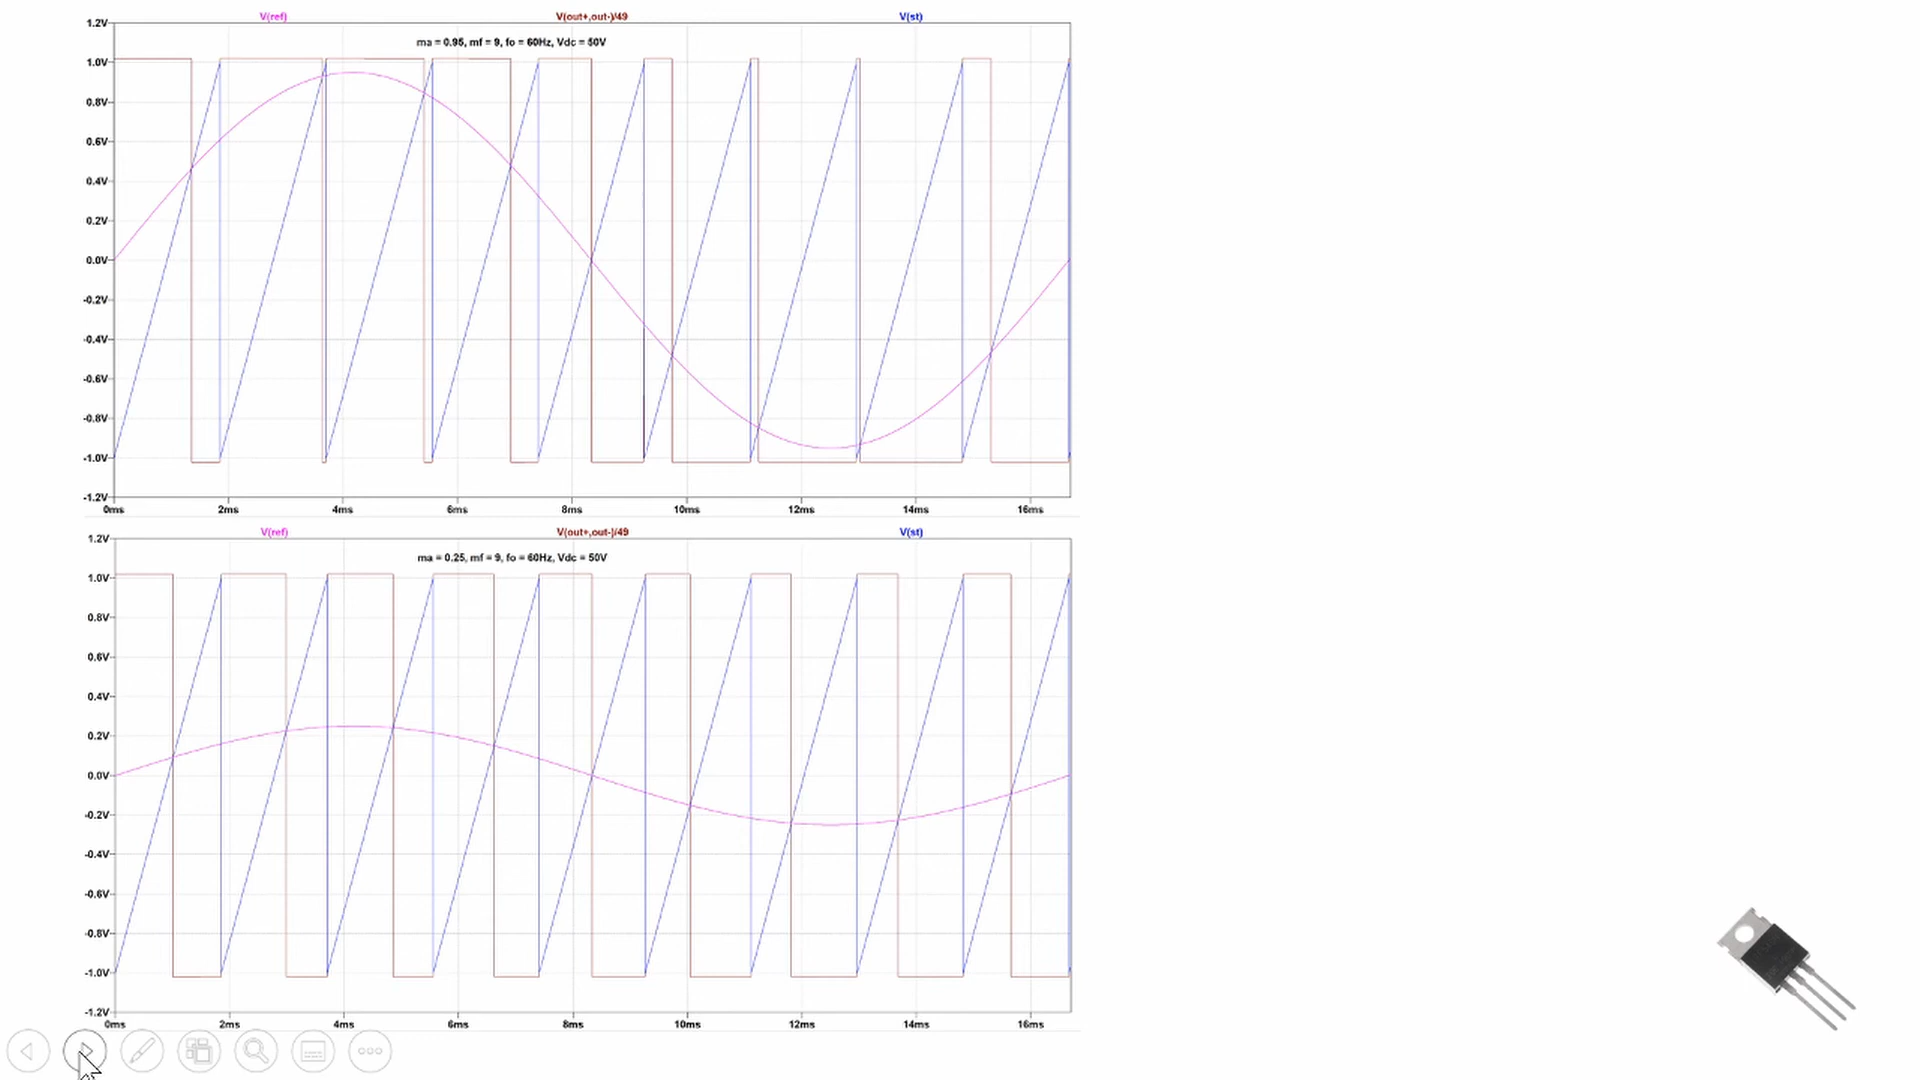 V(ref) V(out+,out-)/49 V(st)
1.2V
ma = 0.95, mf = 9, fo = 60Hz, Vdc = 50V
1.0V
0.8V
0.6V
0.4V
0.2V
0.0V
-0.2V
-0.4V
-0.6V
-0.8V
-1.0V
-1.2V
0ms 2ms 4ms 6ms 8ms 10ms 12ms 14ms 16ms
V(ref) V(out+,out-)/49 V(st)
1.2V
ma = 0.25, mf = 9, fo = 60Hz, Vdc = 50V
1.0V
0.8V
0.6V
0.4V
0.2V
0.0V
-0.2V
-0.4V
-0.6V
-0.8V
-1.0V
-1.2V
0ms 2ms 4ms 6ms 8ms 10ms 12ms 14ms 16ms